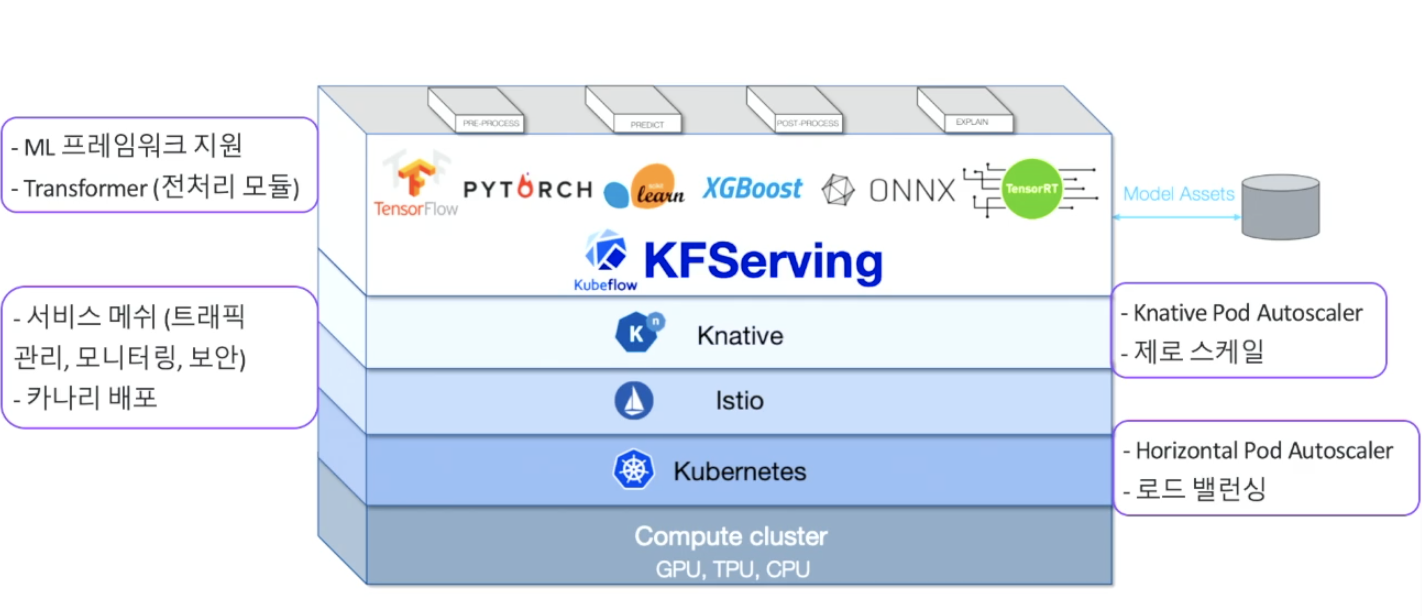 PRE-PROCESS
PREDICT
POST-PROCESS
EXPLAIN
- ML 프레임워크 지원
- Transformer (전처리 모듈)
TensorFlow
PYTORCH
learn
XGBoost
ONNX
TensorRT
Model Assets
Kubeflow
KFServing
- 서비스 메쉬 (트래픽
관리, 모니터링, 보안)
- 카나리 배포
K
n
Knative
- Knative Pod Autoscaler
- 제로 스케일
Istio
Kubernetes
- Horizontal Pod Autoscaler
- 로드 밸런싱
Compute cluster
GPU, TPU, CPU